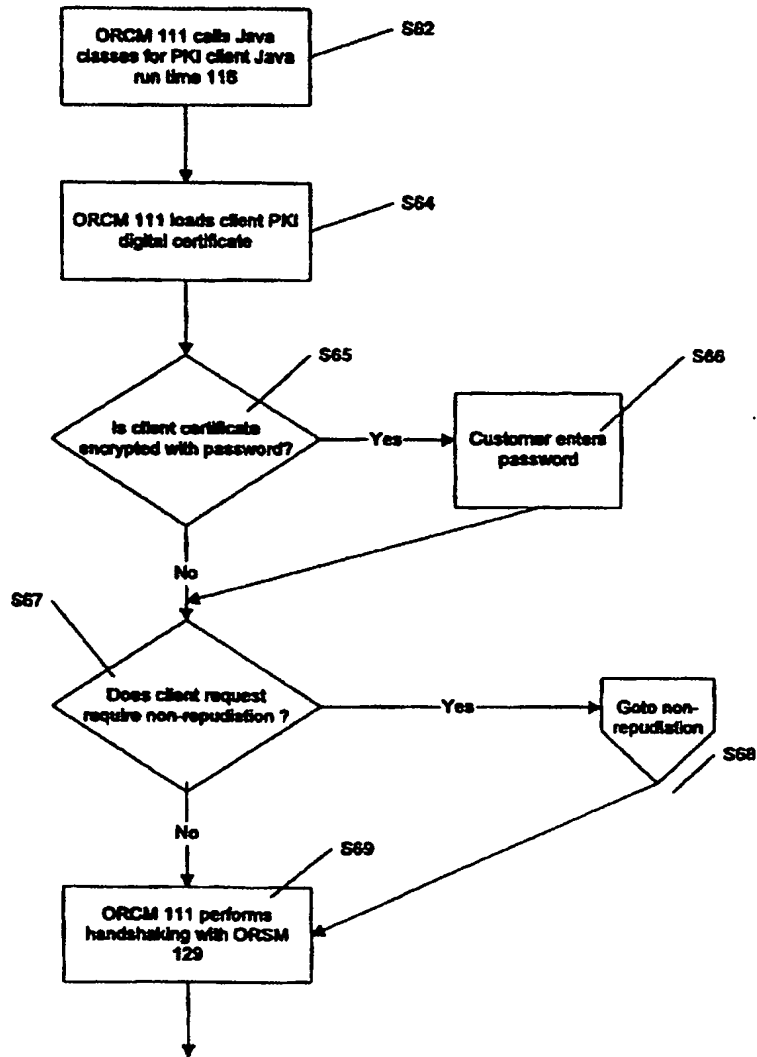 ORCM 111 calls Java
classes for PKI client Java
run time 118
S62
ORCM 111 loads client PKI
digital certificate
S64
S65
Is client certificate
encrypted with password?
Yes
S66
Customer enters
password
No
S67
Does client request
require non-repudiation ?
Yes
Goto non-
repudiation
S68
No
S69
ORCM 111 performs
handshaking with ORSM
129